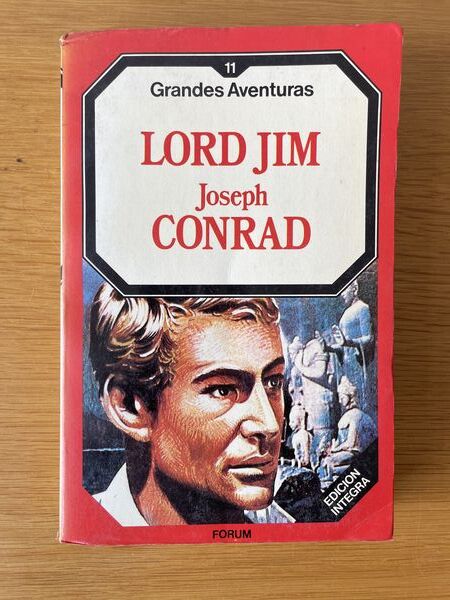 11
Grandes Aventuras
LORD JIM
Joseph
CONRAD
EDICION
INTEGRA
FORUM